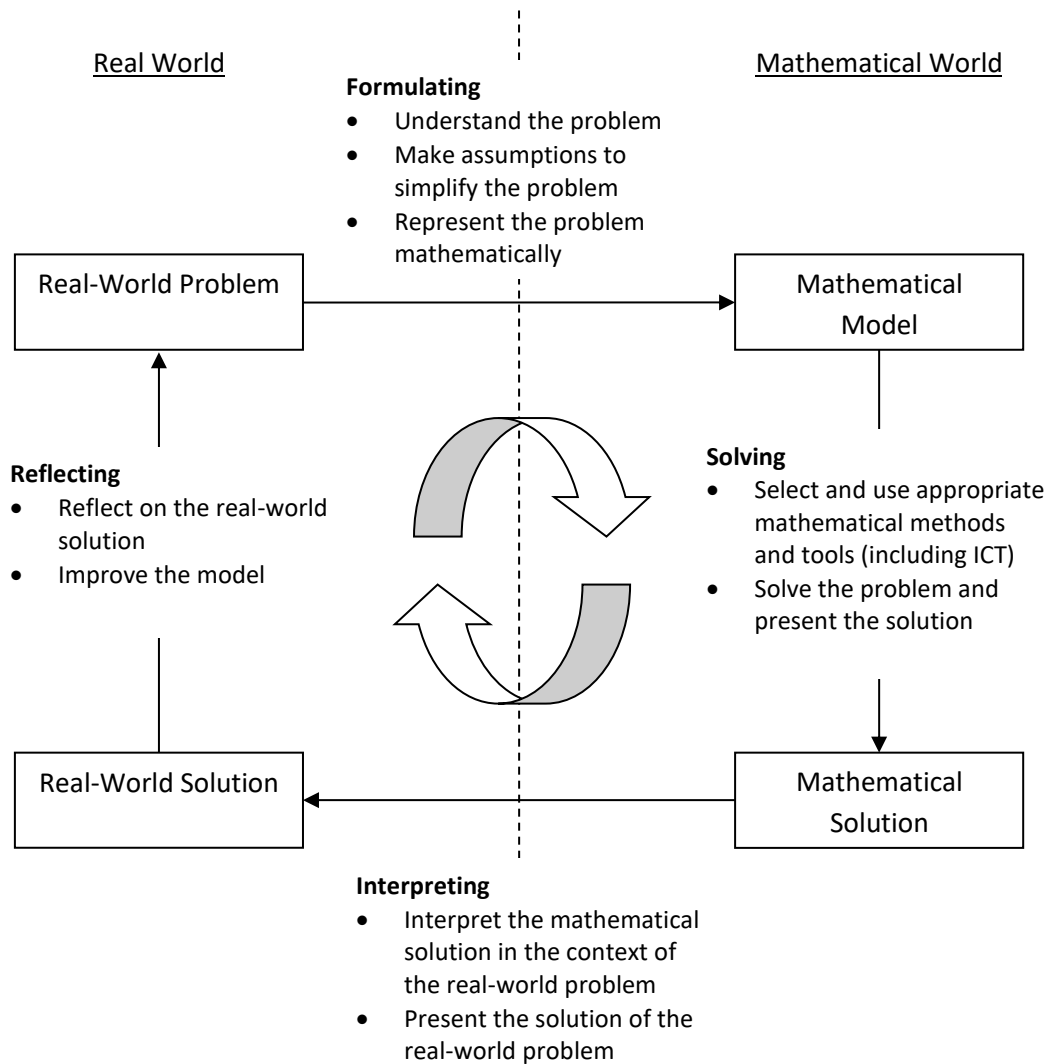 Real World
Mathematical World
Formulating
• Understand the problem
• Make assumptions to
simplify the problem
• Represent the problem
mathematically
Real-World Problem
Mathematical
Model
Reflecting
• Reflect on the real-world
solution
• Improve the model
Solving
• Select and use appropriate
mathematical methods
and tools (including ICT)
• Solve the problem and
present the solution
Real-World Solution
Mathematical
Solution
Interpreting
• Interpret the mathematical
solution in the context of
the real-world problem
• Present the solution of the
real-world problem